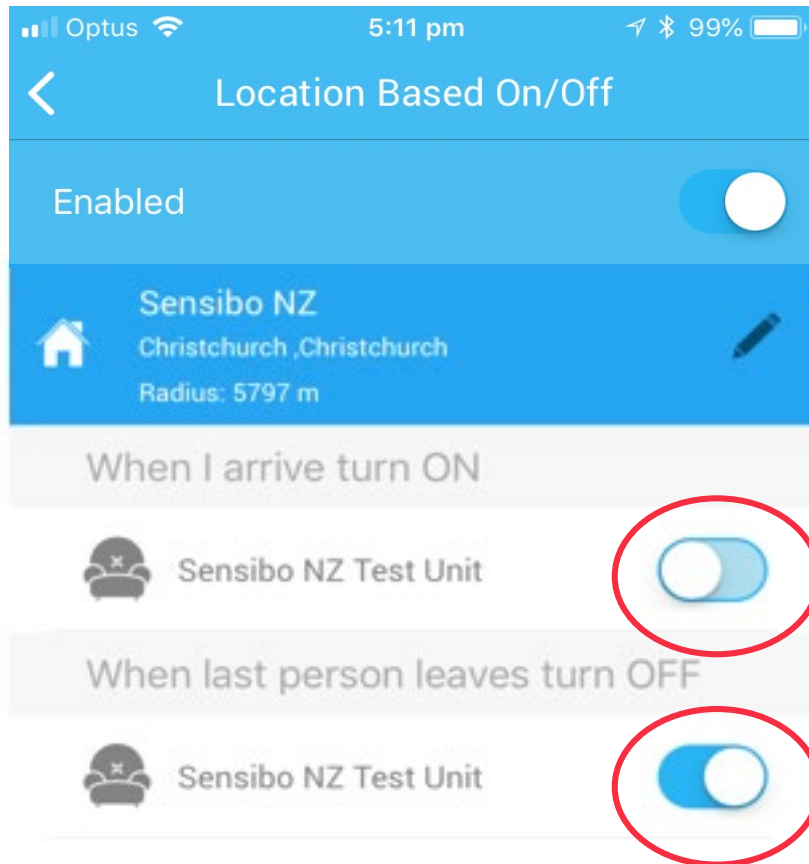 Optus 5:11 pm 99%
Location Based On/Off
Enabled
Sensibo NZ
Christchurch ,Christchurch
Radius: 5797 m
When I arrive turn ON
Sensibo NZ Test Unit
When last person leaves turn OFF
Sensibo NZ Test Unit